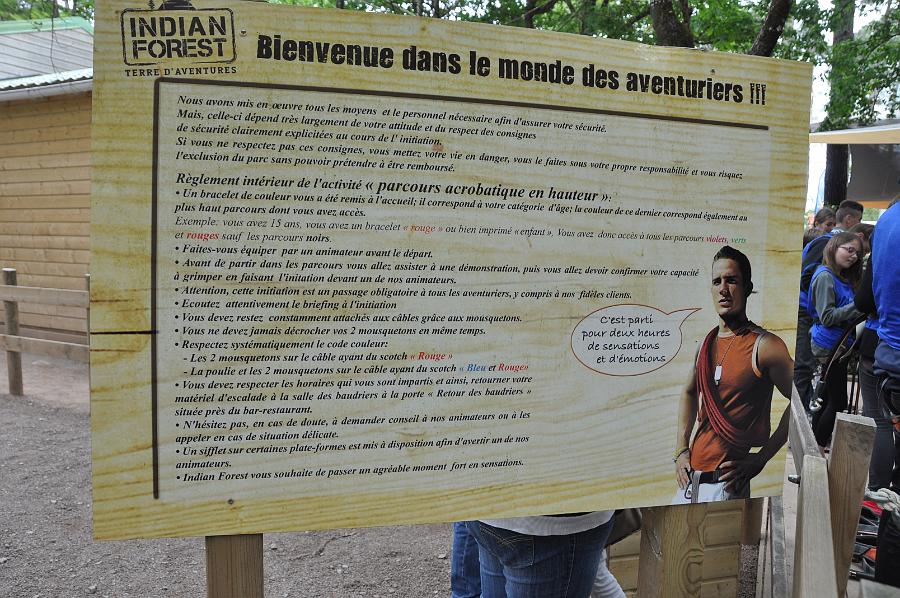 INDIAN
FOREST
TERRE D'AVENTURES
Bienvenue dans le monde des aventuriers !!!
Nous avons mis en œuvre tous les moyens et le personnel nécessaire afin d'assurer votre sécurité.
Mais, celle-ci dépend très largement de votre attitude et du respect des consignes
de sécurité clairement explicitées au cours de l' initiation.
Si vous ne respectez pas ces consignes, vous mettez votre vie en danger, vous le faites sous votre propre responsabilité et vous risquez
l'exclusion du parc sans pouvoir prétendre à être remboursé.
Règlement intérieur de l'activité « parcours acrobatique en hauteur »:
• Un bracelet de couleur vous a été remis à l'accueil; il correspond à votre catégorie d'âge; la couleur de ce dernier correspond également au
plus haut parcours dont vous avez accès.
Exemple: vous avez 15 ans, vous avez un bracelet « rouge » ou bien imprimé «enfant », Vous avez donc accès à tous les parcours violets, verts
et rouges sauf les parcours noirs.
• Faites-vous équiper par un animateur avant le départ.
• Avant de partir dans les parcours vous allez assister à une démonstration, puis vous allez devoir confirmer votre capacité
à grimper en faisant l'initation devant un de nos animateurs.
• Attention, cette initiation est un passage obligatoire à tous les aventuriers, y compris à nos fidèles clients.
• Ecoutez attentivement le briefing à l'initiation
• Vous devez restez constamment attachés aux câbles grâce aux mousquetons.
• Vous ne devez jamais décrocher vos 2 mousquetons en même temps.
• Respectez systématiquement le code couleur:
- Les 2 mousquetons sur le câble ayant du scotch « Rouge »
- La poulie et les 2 mousquetons sur le câble ayant du scotch « Bleu et Rouge»
• Vous devez respecter les horaires qui vous sont impartis et ainsi, retourner votre
matériel d'escalade à la salle des baudriers à la porte « Retour des baudriers »
située près du bar-restaurant.
• N'hésitez pas, en cas de doute, à demander conseil à nos animateurs ou à les
appeler en cas de situation délicate.
• Un sifflet sur certaines plate-formes est mis à disposition afin d'avertir un de nos
animateurs.
• Indian Forest vous souhaite de passer un agréable moment fort en sensations.
C'est parti
pour deux heures
de sensations
et d'émotions